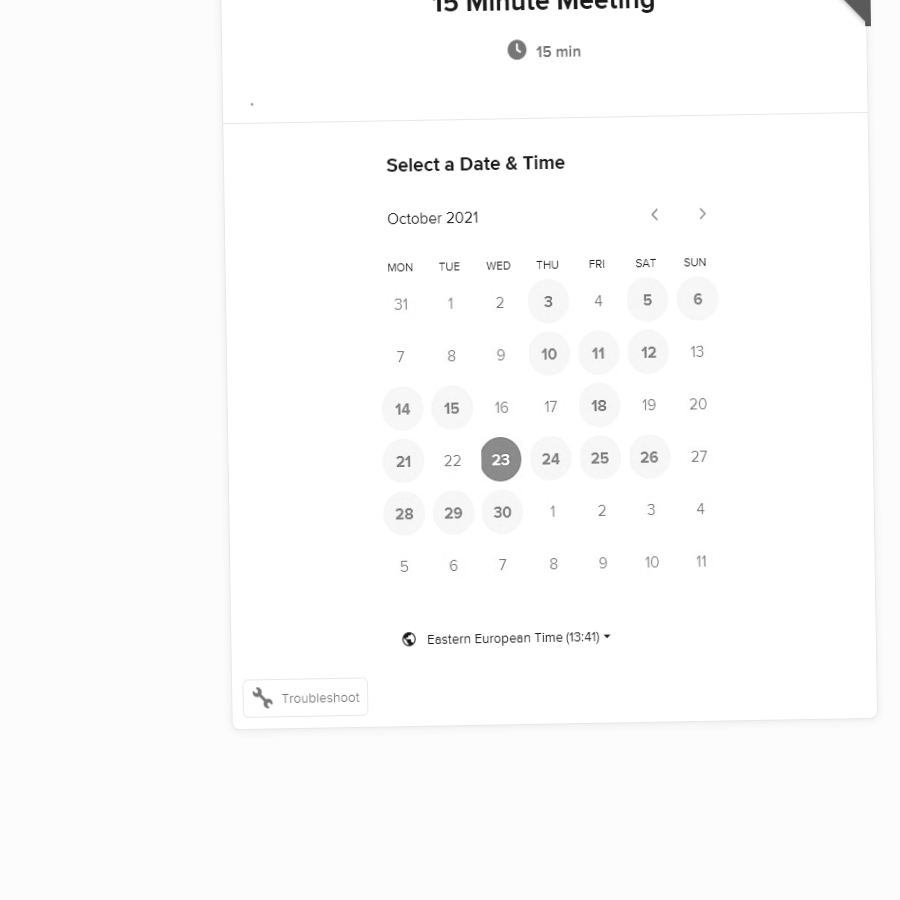 15 Minute Meeting
15 min
.
Select a Date & Time
October 2021
MON TUE WED THU FRI SAT SUN
31 1 2 3 4 5 6
7 8 9 10 11 12 13
14 15 16 17 18 19 20
21 22 23 24 25 26 27
28 29 30 1 2 3 4
5 6 7 8 9 10 11
Eastern European Time (13:41)
Troubleshoot